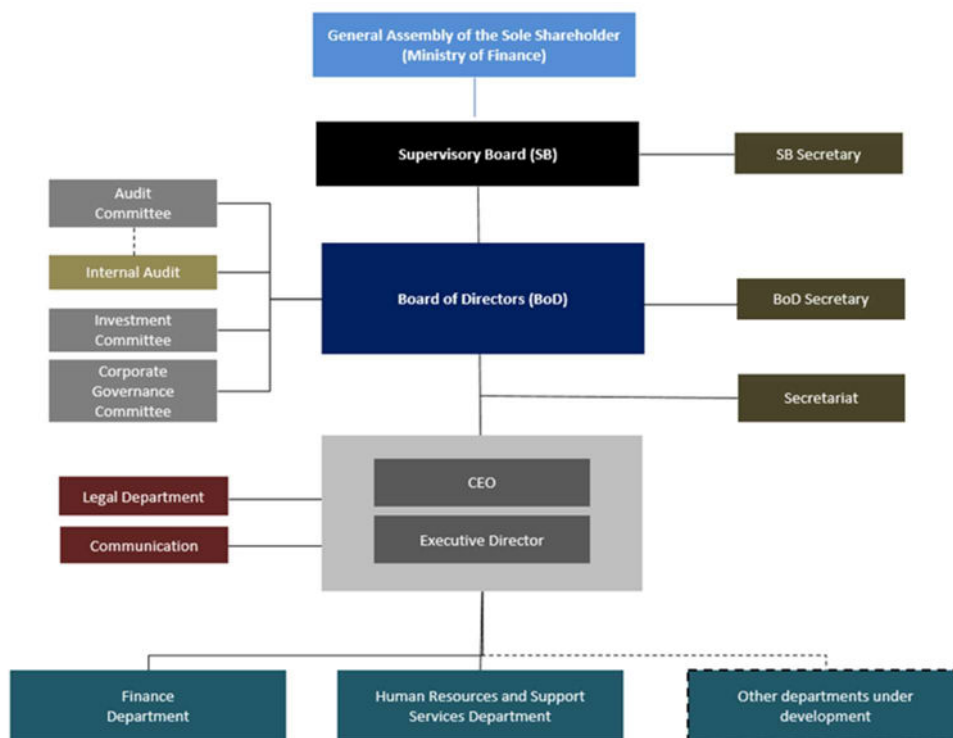 General Assembly of the Sole Shareholder
(Ministry of Finance)
Supervisory Board (SB)
SB Secretary
Audit
Committee
Internal Audit
Board of Directors (BoD)
BoD Secretary
Investment
Committee
Corporate
Governance
Committee
Secretariat
CEO
Legal Department
Executive Director
Communication
Finance
Department
Human Resources and Support
Services Department
Other departments under
development